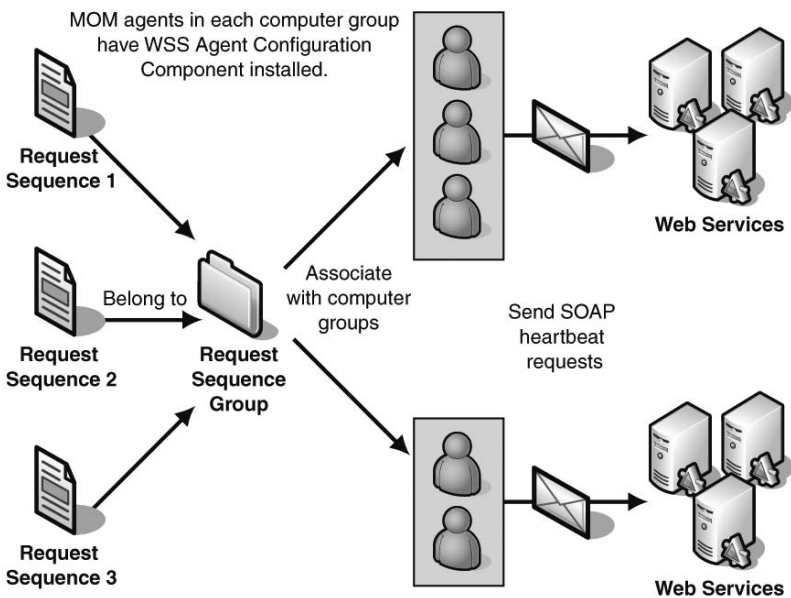 MOM agents in each computer group
have WSS Agent Configuration
Component installed.
Request
Sequence 1
Web Services
Belong to
Associate
with computer
groups
Send SOAP
heartbeat
requests
Request
Sequence 2
Request
Sequence
Group
Request
Sequence 3
Web Services